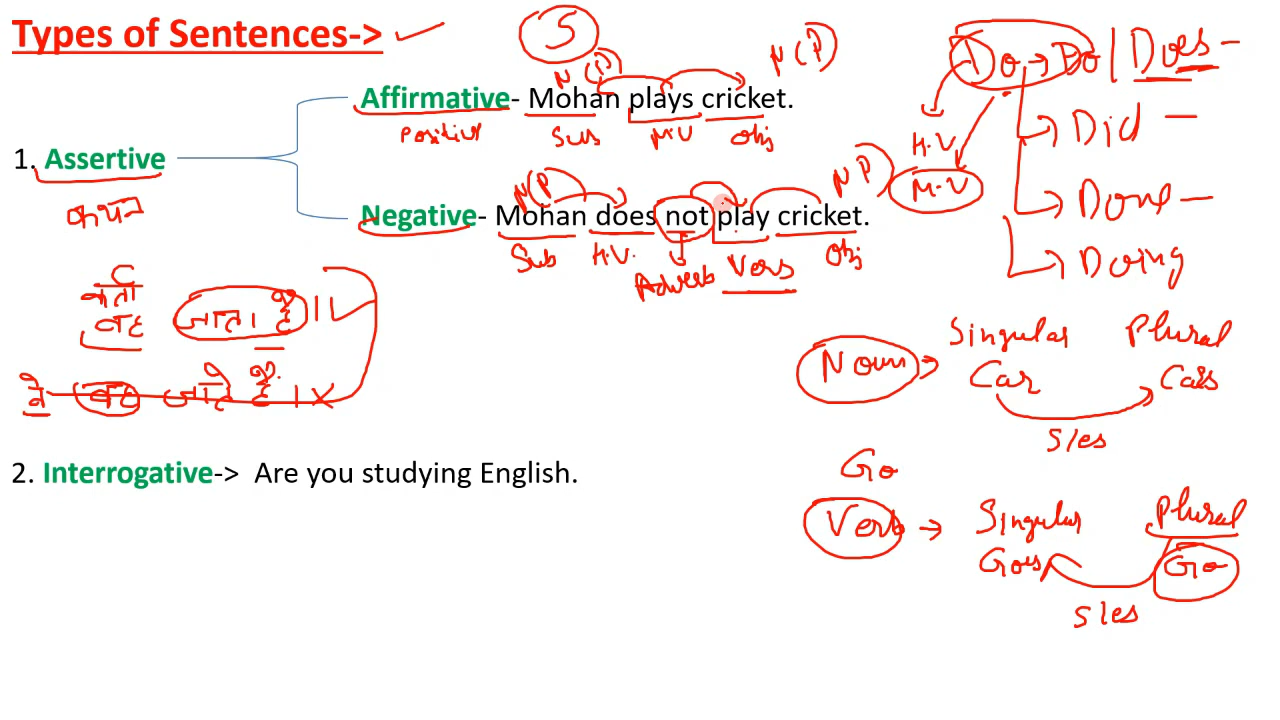 Types of Sentences->
S
N(P)
N(P)
Do → Do / Does -
Affirmative- Mohan plays cricket.
Positive Sub M.V Obj
Did -
H.V
1. Assertive
कथन
N(P
N P)
M.V
Done -
Negative- Mohan does not play cricket.
Sub H.V. Adverb Verb Obj
Doing
C
वह जाता है ।
वे वह जाते हैं । X
Singular Plural
Noun → Car Cars
S/es
2. Interrogative-> Are you studying English.
Go
Verb → Singular Plural
Goes Go
S/es